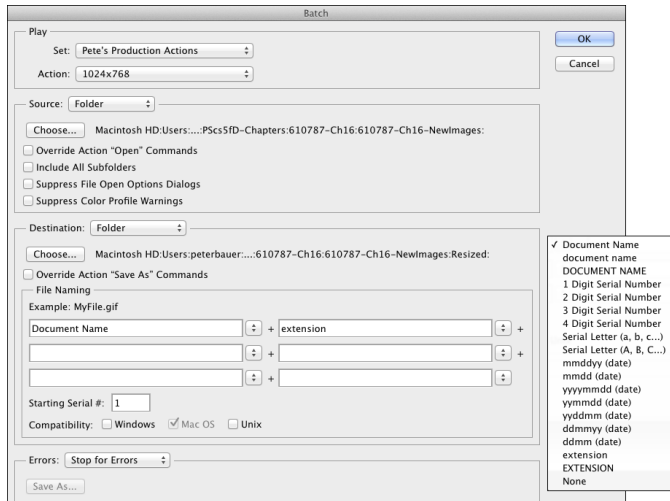 Batch
Play
Set: Pete's Production Actions
Action: 1024x768
OK
Cancel
Source: Folder
Choose... Macintosh HD:Users:...:PScs5fD-Chapters:610787-Ch16:610787-Ch16-NewImages:
Override Action “Open” Commands
Include All Subfolders
Suppress File Open Options Dialogs
Suppress Color Profile Warnings
Destination: Folder
Choose... Macintosh HD:Users:peterbauer:...:610787-Ch16:610787-Ch16-NewImages:Resized:
Override Action “Save As” Commands
File Naming
Example: MyFile.gif
Document Name + extension +
+ +
+
Starting Serial #: 1
Compatibility: Windows Mac OS Unix
Errors: Stop for Errors
Save As...
✓ Document Name
document name
DOCUMENT NAME
1 Digit Serial Number
2 Digit Serial Number
3 Digit Serial Number
4 Digit Serial Number
Serial Letter (a, b, c...)
Serial Letter (A, B, C...)
mmddyy (date)
mmdd (date)
yyyymmdd (date)
yymmdd (date)
yyddmm (date)
ddmmyy (date)
ddmm (date)
extension
EXTENSION
None